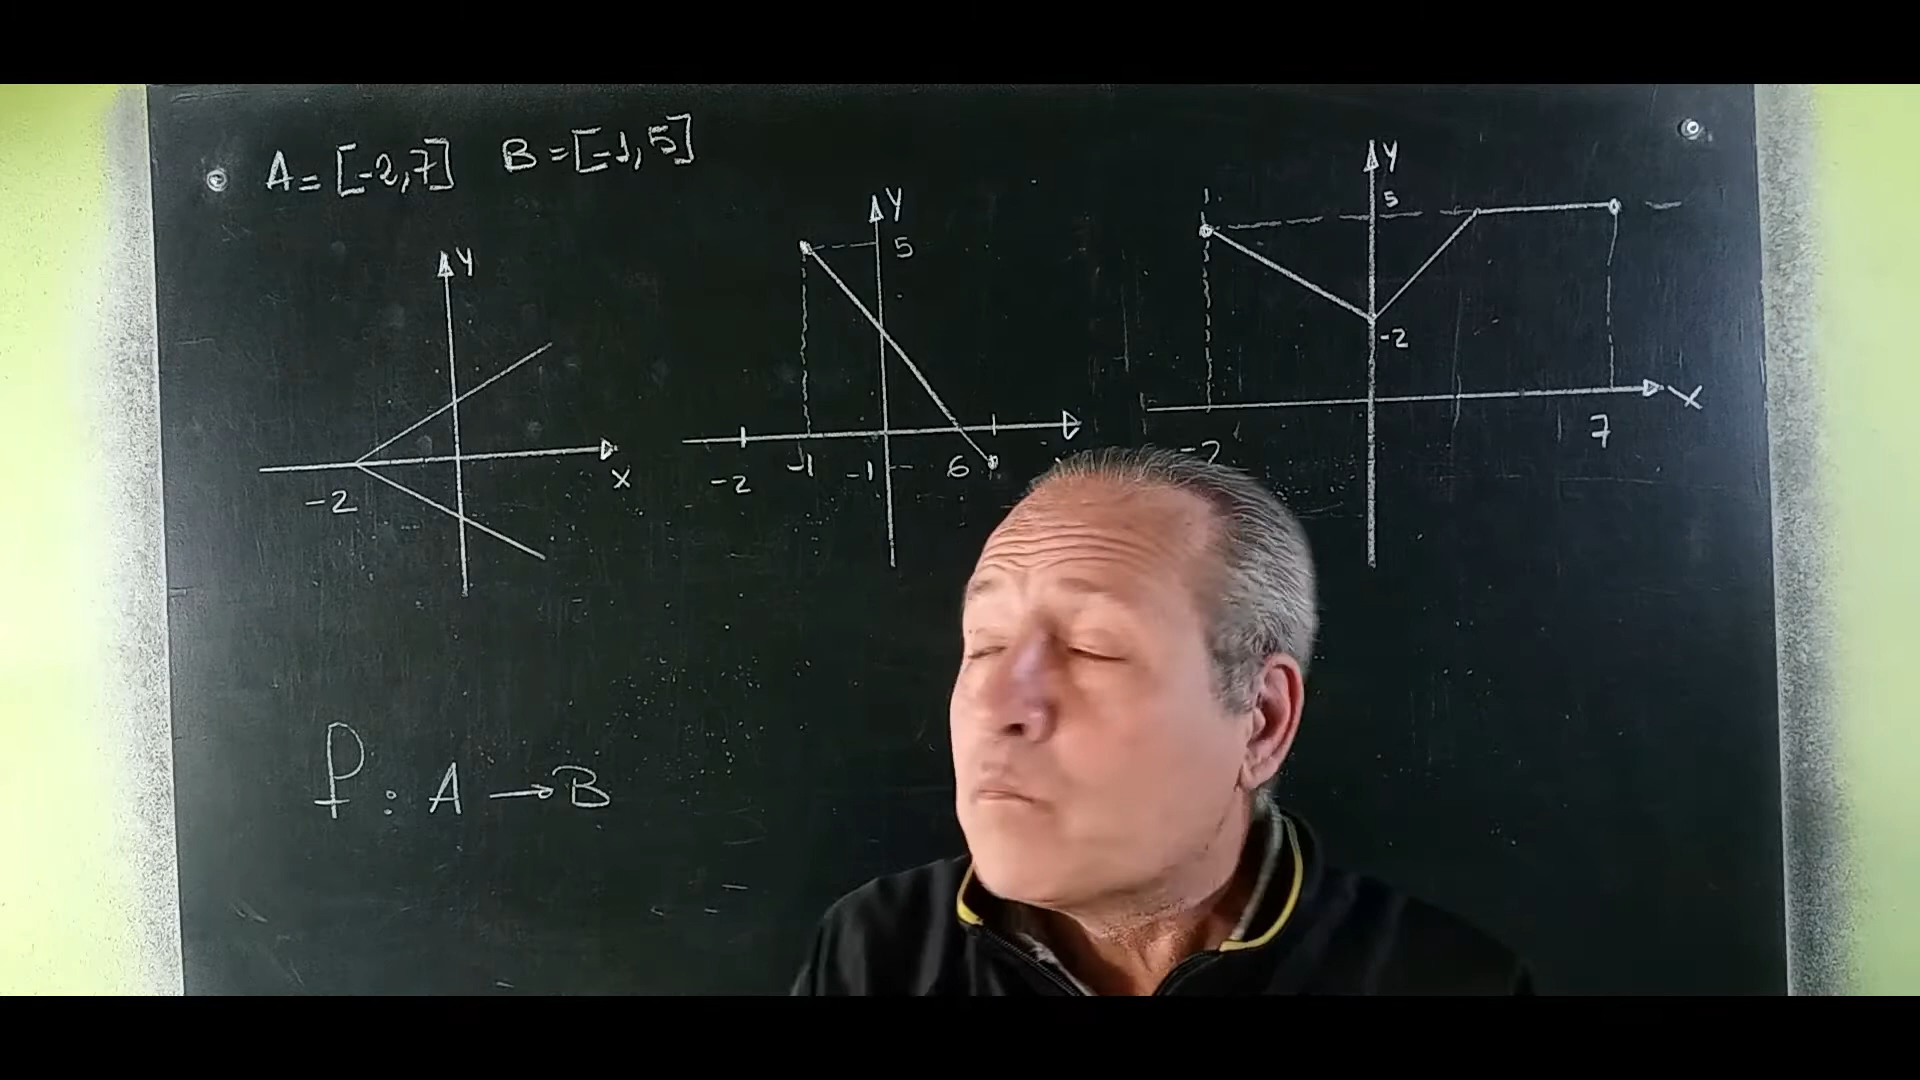 A = [-2,7] B = [-1,5]
Y
X
-2
Y
5
-2 -1 -1 6
Y
5
-2
X
-2
7
f : A → B